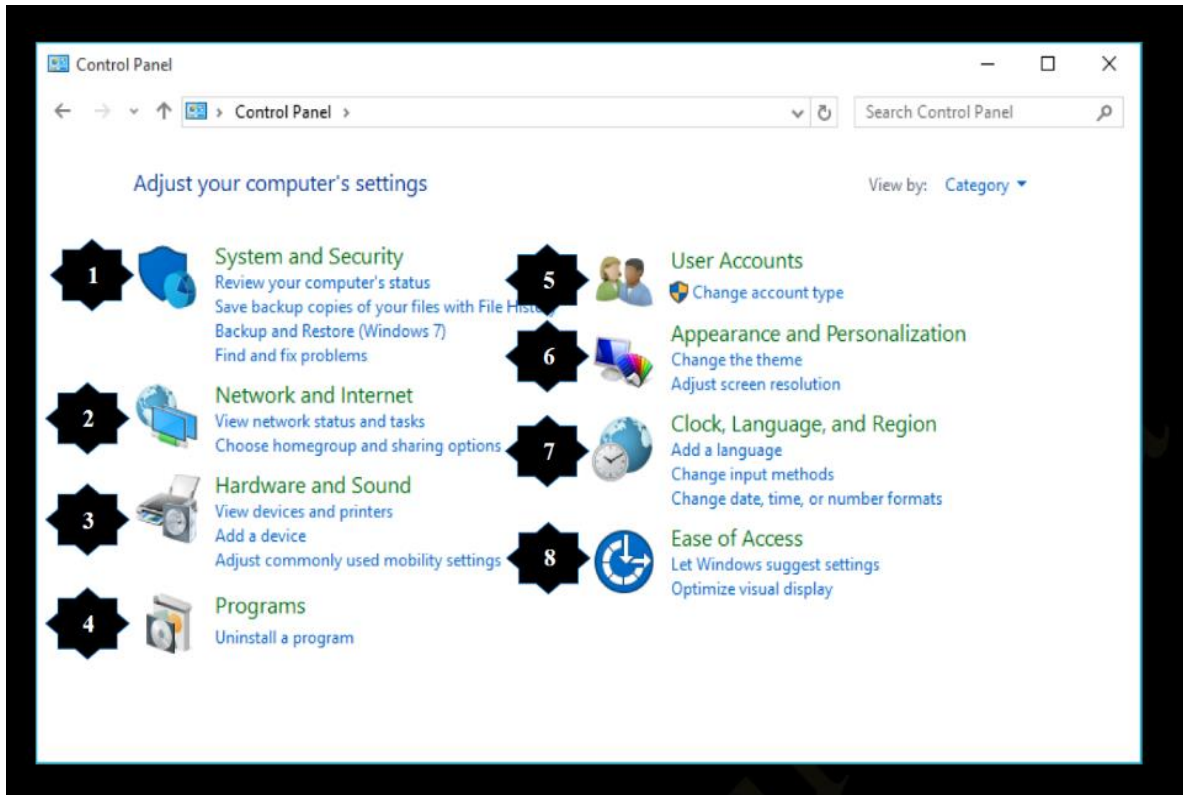 Control Panel
Control Panel
Search Control Panel
Adjust your computer's settings
View by: Category
1
System and Security
Review your computer's status
Save backup copies of your files with File History
Backup and Restore (Windows 7)
Find and fix problems
2
Network and Internet
View network status and tasks
Choose homegroup and sharing options
3
Hardware and Sound
View devices and printers
Add a device
Adjust commonly used mobility settings
4
Programs
Uninstall a program
5
User Accounts
Change account type
6
Appearance and Personalization
Change the theme
Adjust screen resolution
7
Clock, Language, and Region
Add a language
Change input methods
Change date, time, or number formats
8
Ease of Access
Let Windows suggest settings
Optimize visual display